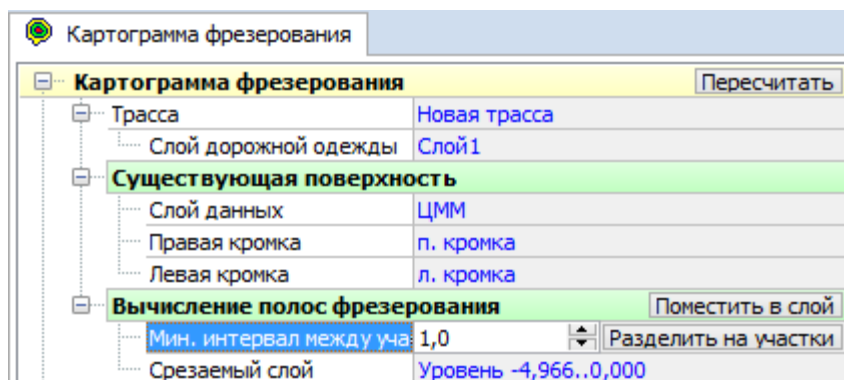 Картограмма фрезерования
Картограмма фрезерования Пересчитать
Трасса Новая трасса
Слой дорожной одежды Слой1
Существующая поверхность
Слой данных ЦММ
Правая кромка п. кромка
Левая кромка л. кромка
Вычисление полос фрезерования Поместить в слой
Мин. интервал между уча 1,0 Разделить на участки
Срезаемый слой Уровень -4,966..0,000